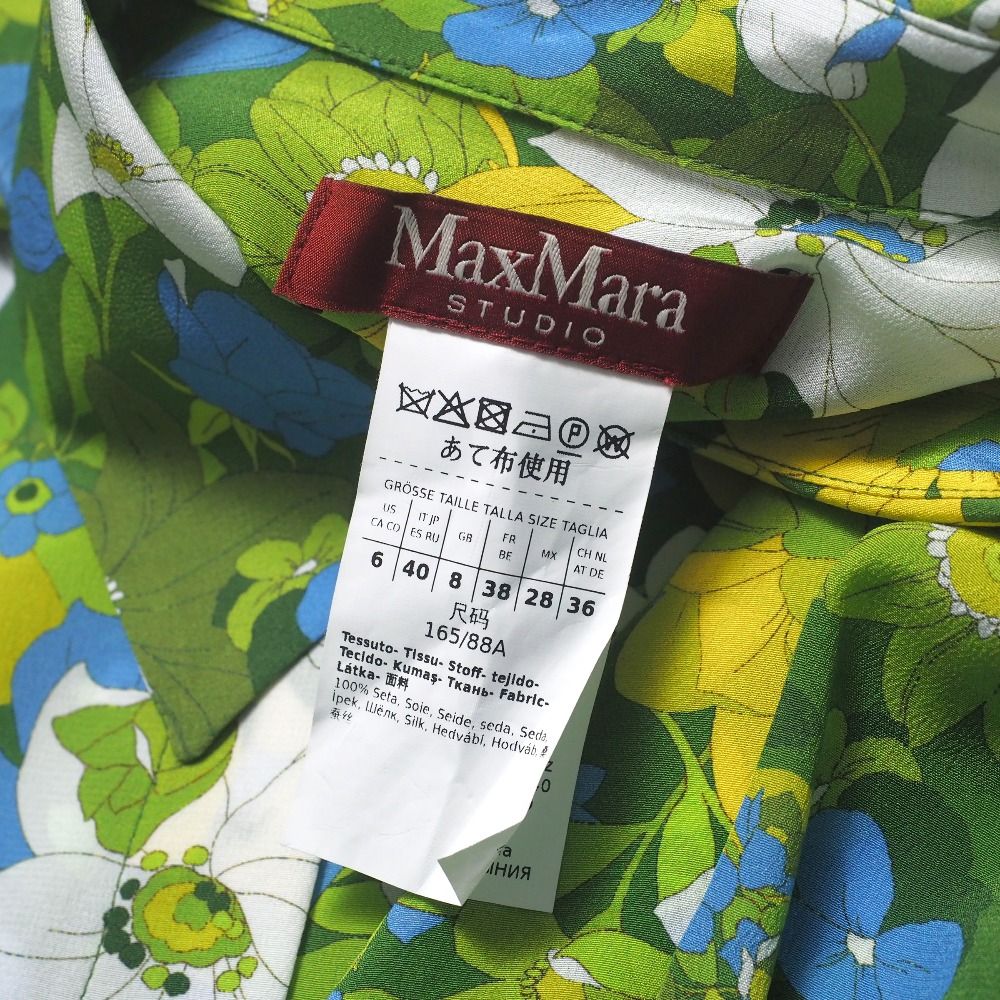 MaxMara
STUDIO
P
W
あて布使用
GRÖSSE TAILLE TALLA SIZE TAGLIA
US CA CO
IT JP ES RU
GB
FR BE
MX
CH NL AT DE
6 40 8 38 28 36
尺码
165/88A
Tessuto- Tissu- Stoff- tejido-
Tecido- Kumaş- Ткань- Fabric-
Látka- 面料
100% Seta, Soie, Seide, seda, Seda,
ipek, Шёлк, Silk, Hedvábí, Hodváb, 桑
蚕丝